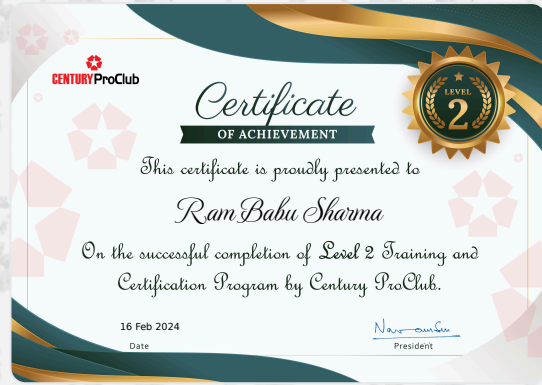 CENTURY ProClub
Certificate
OF ACHIEVEMENT
LEVEL
2
This certificate is proudly presented to
Ram Babu Sharma
On the successful completion of Level 2 Training and
Certification Program by Century ProClub.
16 Feb 2024
Date
President